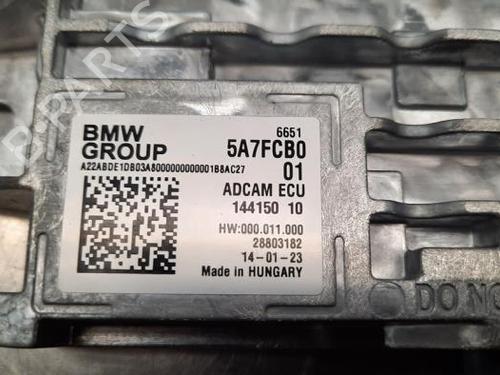 B-PARTS
BMW
GROUP
6651
5A7FCB0
01
A22ABDE1DB03A8000000000001B8AC27
ADCAM ECU
144150 10
HW:000.011.000
28803182
14-01-23
Made in HUNGARY
DO NO